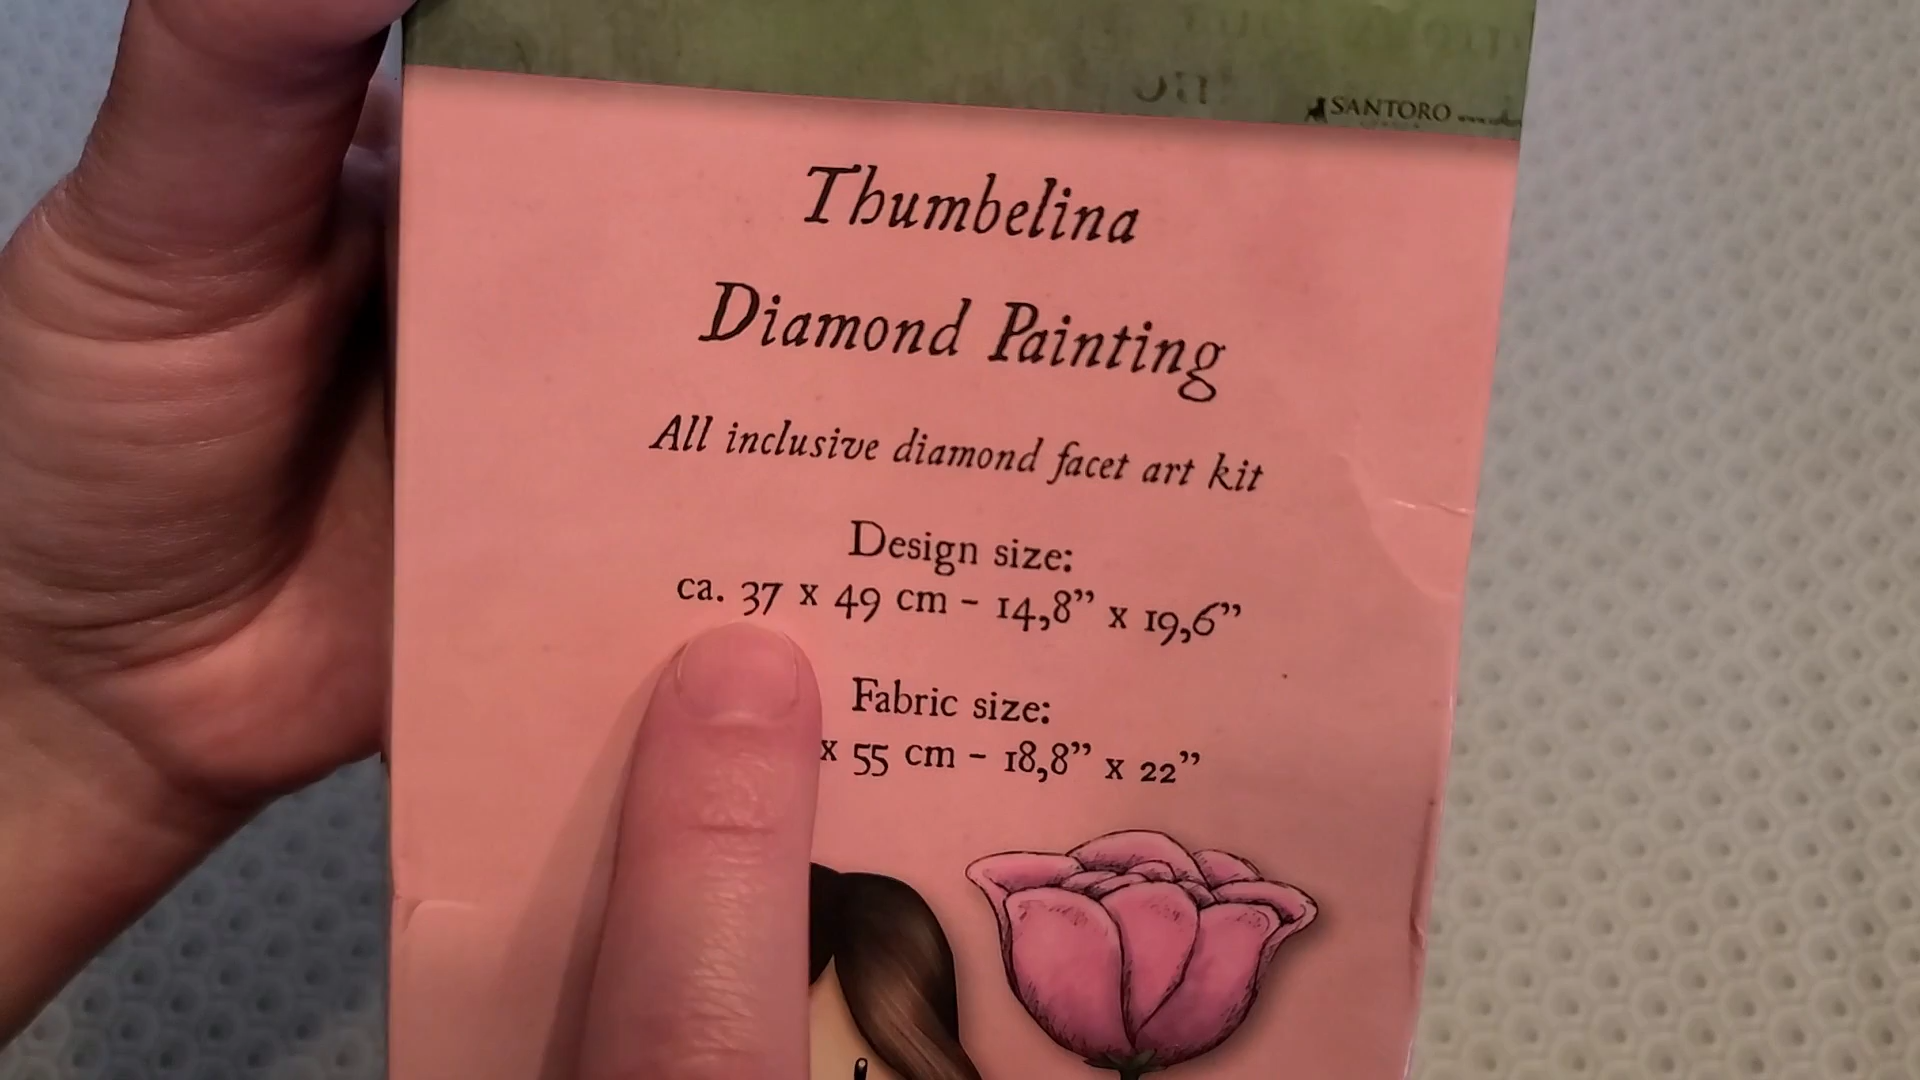 SANTORO
Thumbelina
Diamond Painting
All inclusive diamond facet art kit
Design size:
ca. 37 x 49 cm - 14,8” x 19,6”
Fabric size:
x 55 cm - 18,8” x 22”